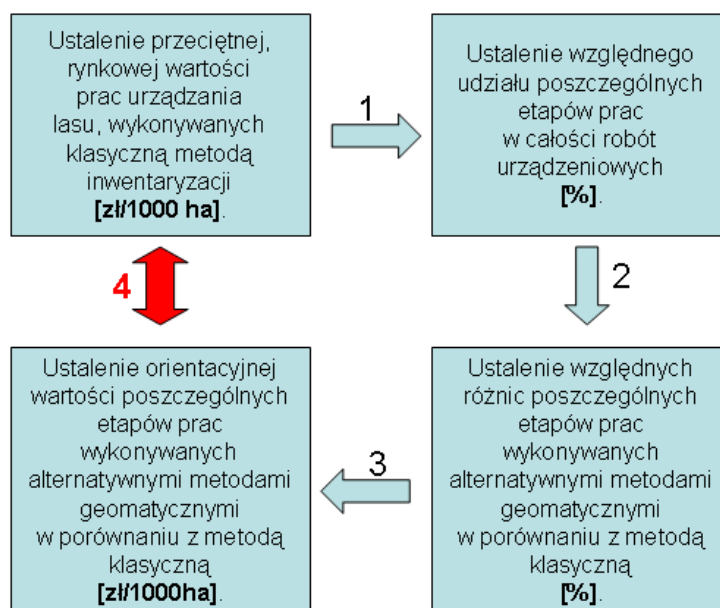 Ustalenie przeciętnej,
rynkowej wartości
prac urządzania
lasu, wykonywanych
klasyczną metodą
inwentaryzacji
[zł/1000 ha].
1
Ustalenie względnego
udziału poszczególnych
etapów prac
w całości robót
urządzeniowych
[%].
2
Ustalenie względnych
różnic poszczególnych
etapów prac
wykonywanych
alternatywnymi metodami
geomatycznymi
w porównaniu z metodą
klasyczną
[%].
3
Ustalenie orientacyjnej
wartości poszczególnych
etapów prac
wykonywanych
alternatywnymi metodami
geomatycznymi
w porównaniu z metodą
klasyczną
[zł/1000ha].
4